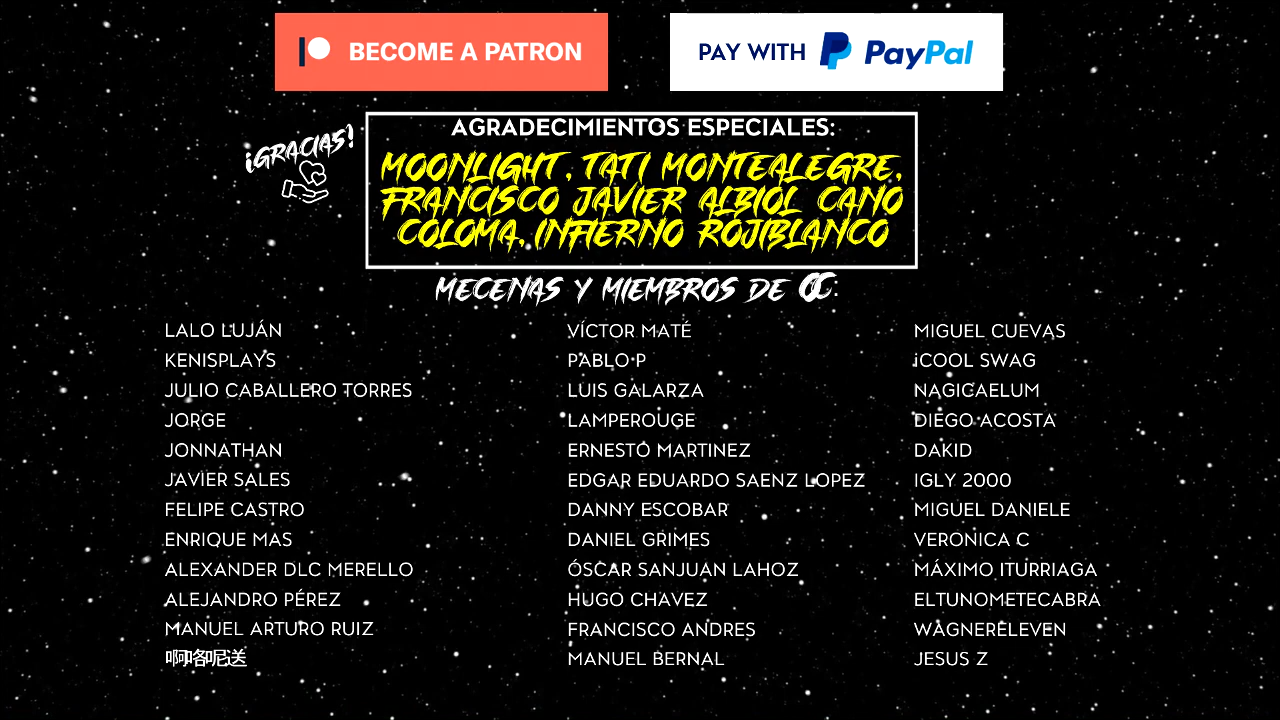 BECOME A PATRON
PAY WITH PayPal
¡GRACIAS!
AGRADECIMIENTOS ESPECIALES:
MOONLIGHT, TATI MONTEALEGRE,
FRANCISCO JAVIER ALBIOL CANO
COLOMA, INFIERNO ROJIBLANCO
MECENAS Y MIEMBROS DE OC:
LALO LUJÁN
KENISPLAYS
JULIO CABALLERO TORRES
JORGE
JONNATHAN
JAVIER SALES
FELIPE CASTRO
ENRIQUE MAS
ALEXANDER DLC MERELLO
ALEJANDRO PÉREZ
MANUEL ARTURO RUIZ
啊咯呢送
VÍCTOR MATÉ
PABLO P
LUIS GALARZA
LAMPEROUGE
ERNESTO MARTINEZ
EDGAR EDUARDO SAENZ LOPEZ
DANNY ESCOBAR
DANIEL GRIMES
ÓSCAR SANJUAN LAHOZ
HUGO CHAVEZ
FRANCISCO ANDRES
MANUEL BERNAL
MIGUEL CUEVAS
iCOOL SWAG
NAGICAELUM
DIEGO ACOSTA
DAKID
IGLY 2000
MIGUEL DANIELE
VERONICA C
MÁXIMO ITURRIAGA
ELTUNOMETECABRA
WAGNERELEVEN
JESUS Z